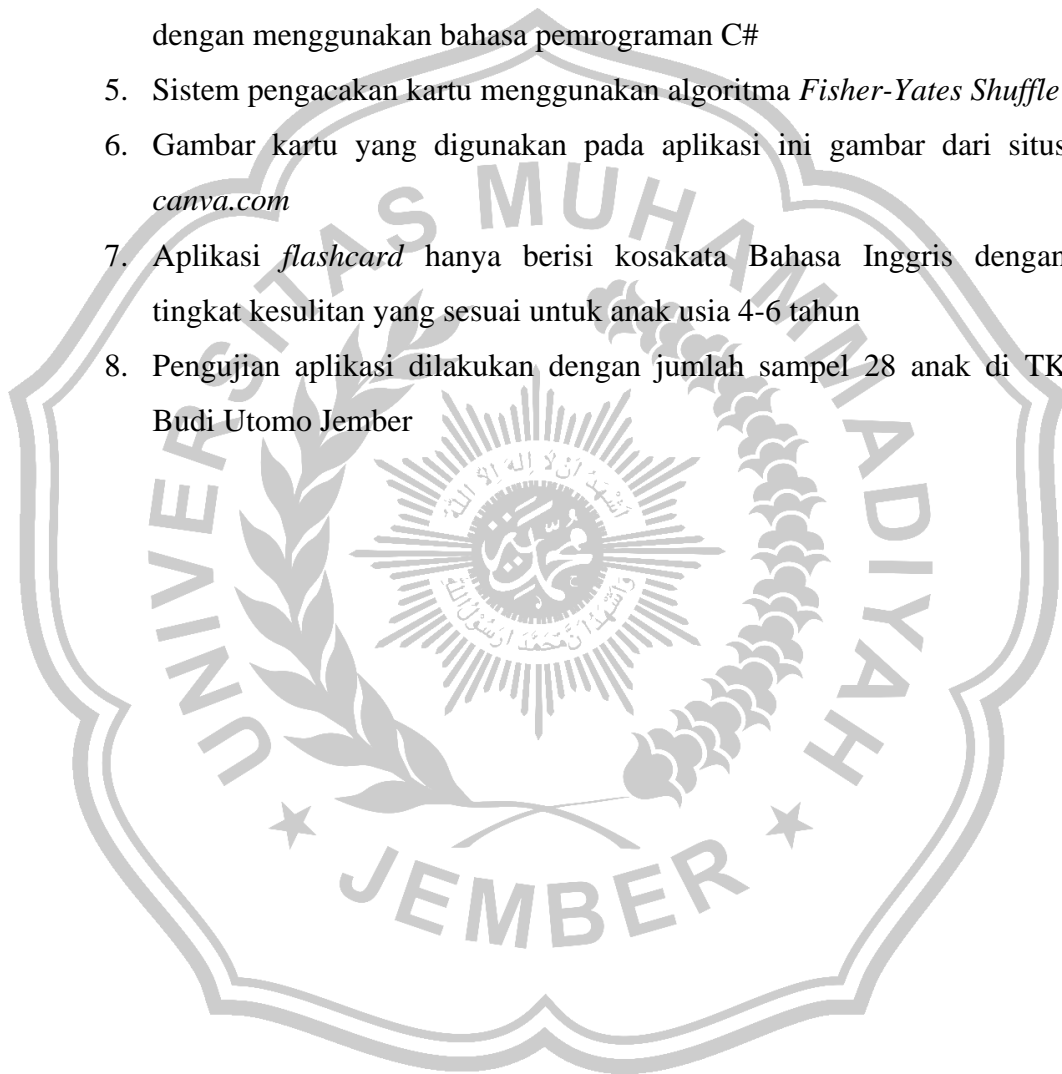 dengan menggunakan bahasa pemrograman C#
5. Sistem pengacakan kartu menggunakan algoritma Fisher-Yates Shuffle
6. Gambar kartu yang digunakan pada aplikasi ini gambar dari situs
canva.com
7. Aplikasi flashcard hanya berisi kosakata Bahasa Inggris dengan
tingkat kesulitan yang sesuai untuk anak usia 4-6 tahun
8. Pengujian aplikasi dilakukan dengan jumlah sampel 28 anak di TK
Budi Utomo Jember
UNIVERSITAS MUHAMMADIYAH
JEMBER